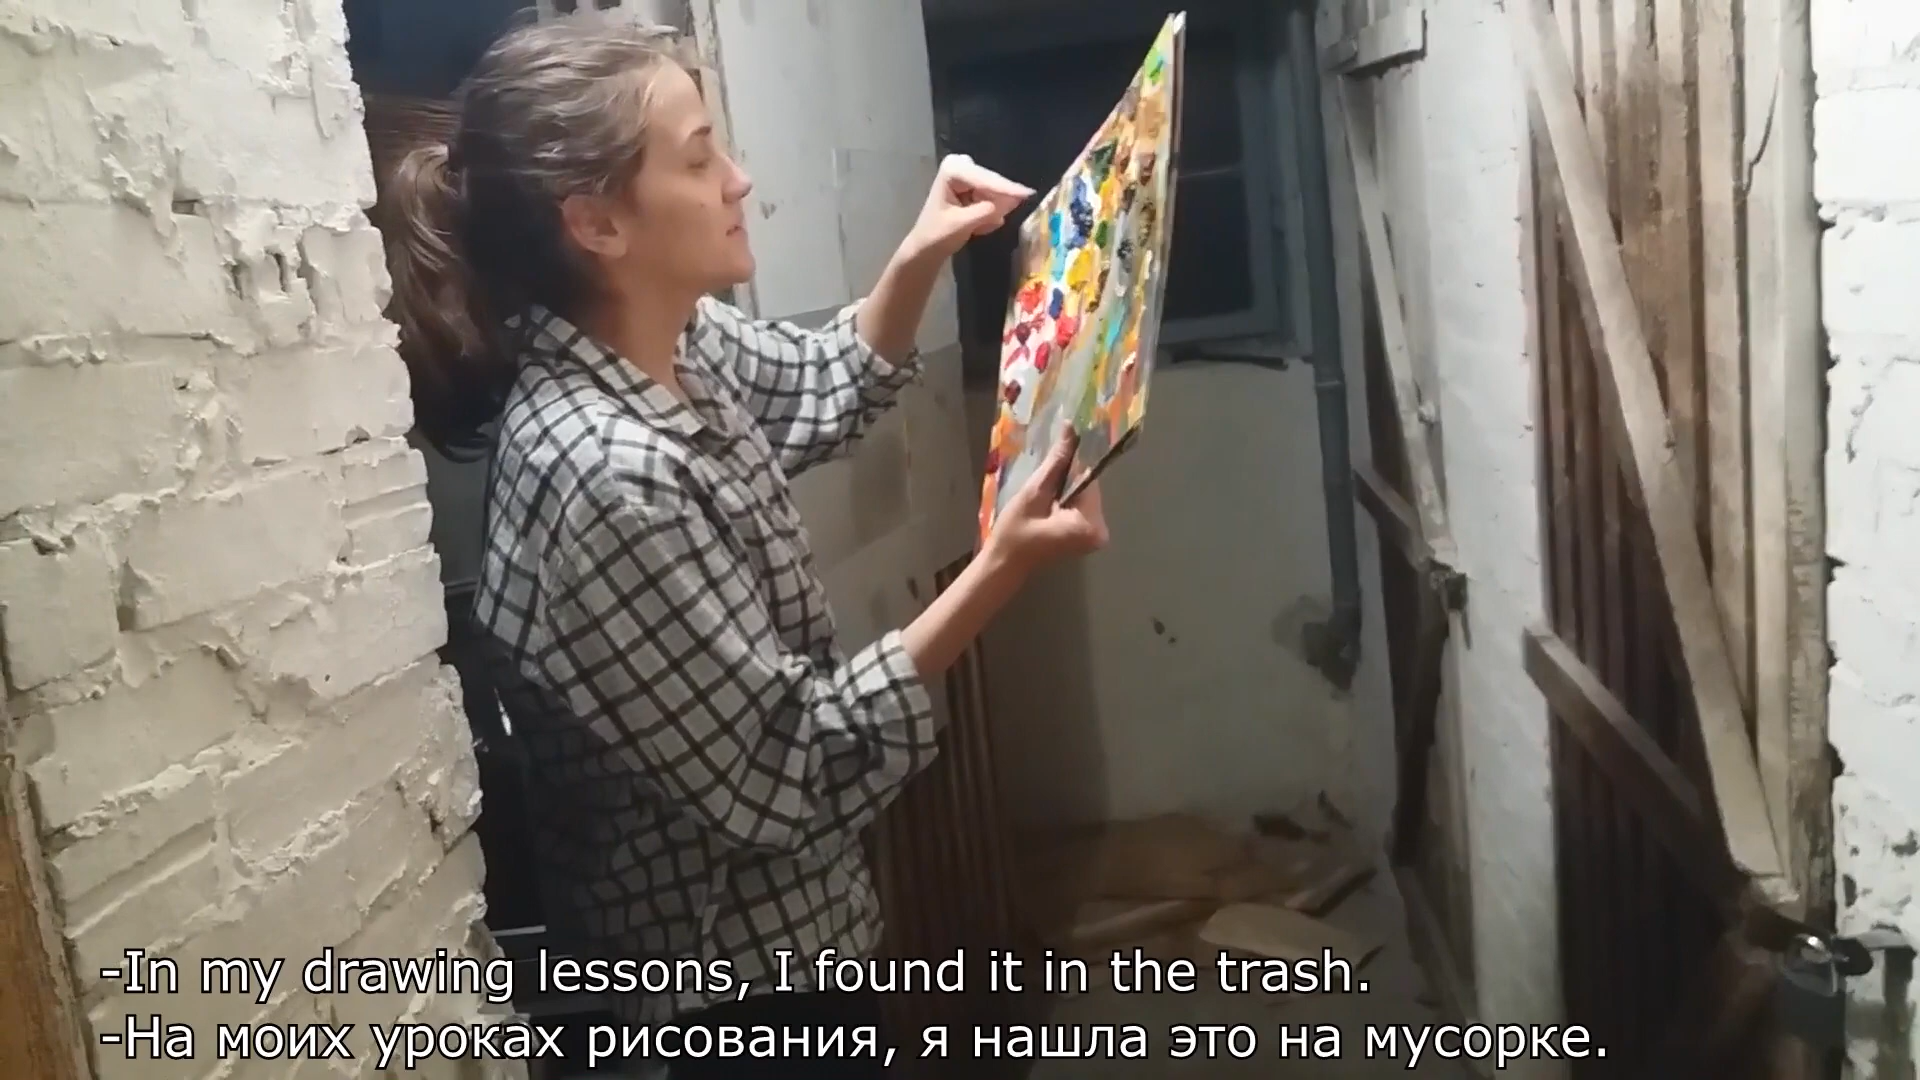 -In my drawing lessons, I found it in the trash.
-На моих уроках рисования, я нашла это на мусорке.